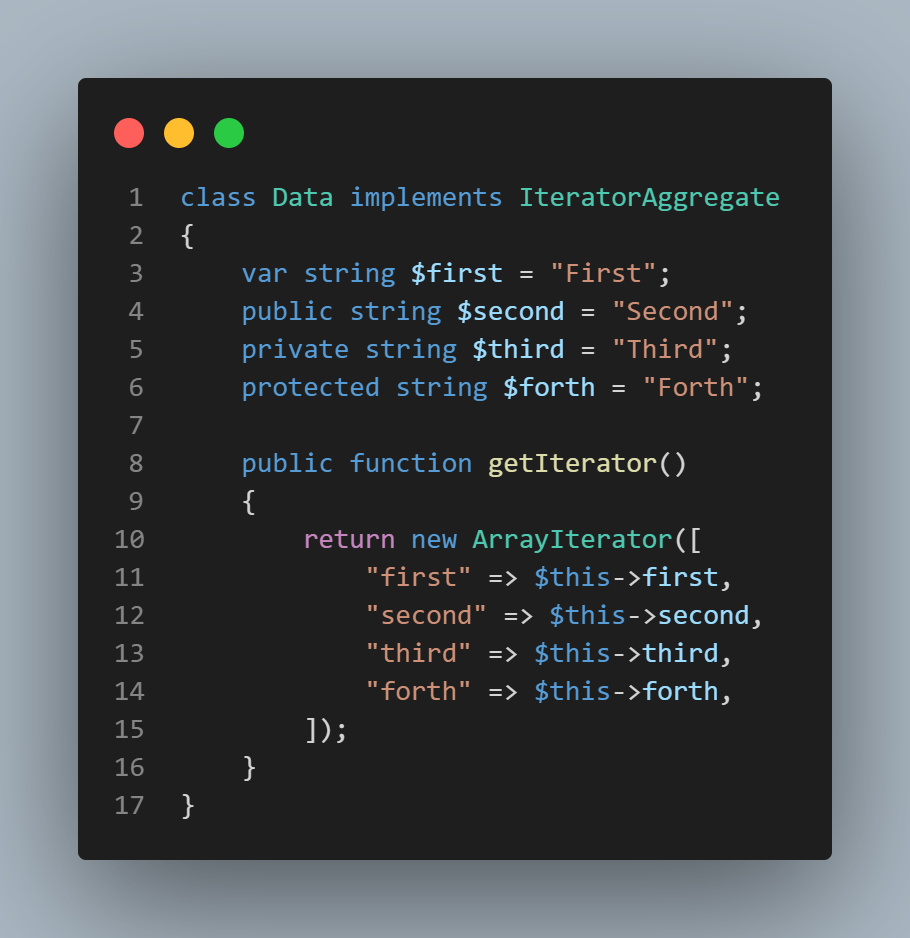 1 class Data implements IteratorAggregate
2 {
3     var string $first = "First";
4     public string $second = "Second";
5     private string $third = "Third";
6     protected string $forth = "Forth";
7
8     public function getIterator()
9     {
10         return new ArrayIterator([
11             "first" => $this->first,
12             "second" => $this->second,
13             "third" => $this->third,
14             "forth" => $this->forth,
15         ]);
16     }
17 }